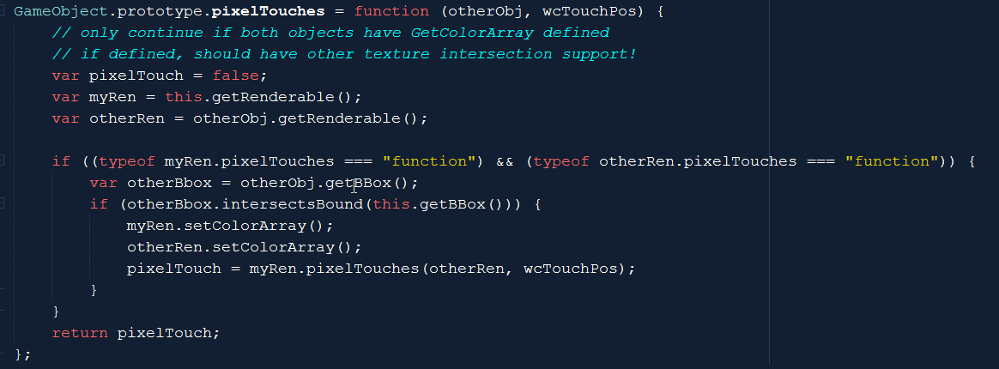 GameObject.prototype.pixelTouches = function (otherObj, wcTouchPos) {
    // only continue if both objects have GetColorArray defined
    // if defined, should have other texture intersection support!
    var pixelTouch = false;
    var myRen = this.getRenderable();
    var otherRen = otherObj.getRenderable();

    if ((typeof myRen.pixelTouches === "function") && (typeof otherRen.pixelTouches === "function")) {
        var otherBbox = otherObj.getBBox();
        if (otherBbox.intersectsBound(this.getBBox())) {
            myRen.setColorArray();
            otherRen.setColorArray();
            pixelTouch = myRen.pixelTouches(otherRen, wcTouchPos);
        }
    }
    return pixelTouch;
};